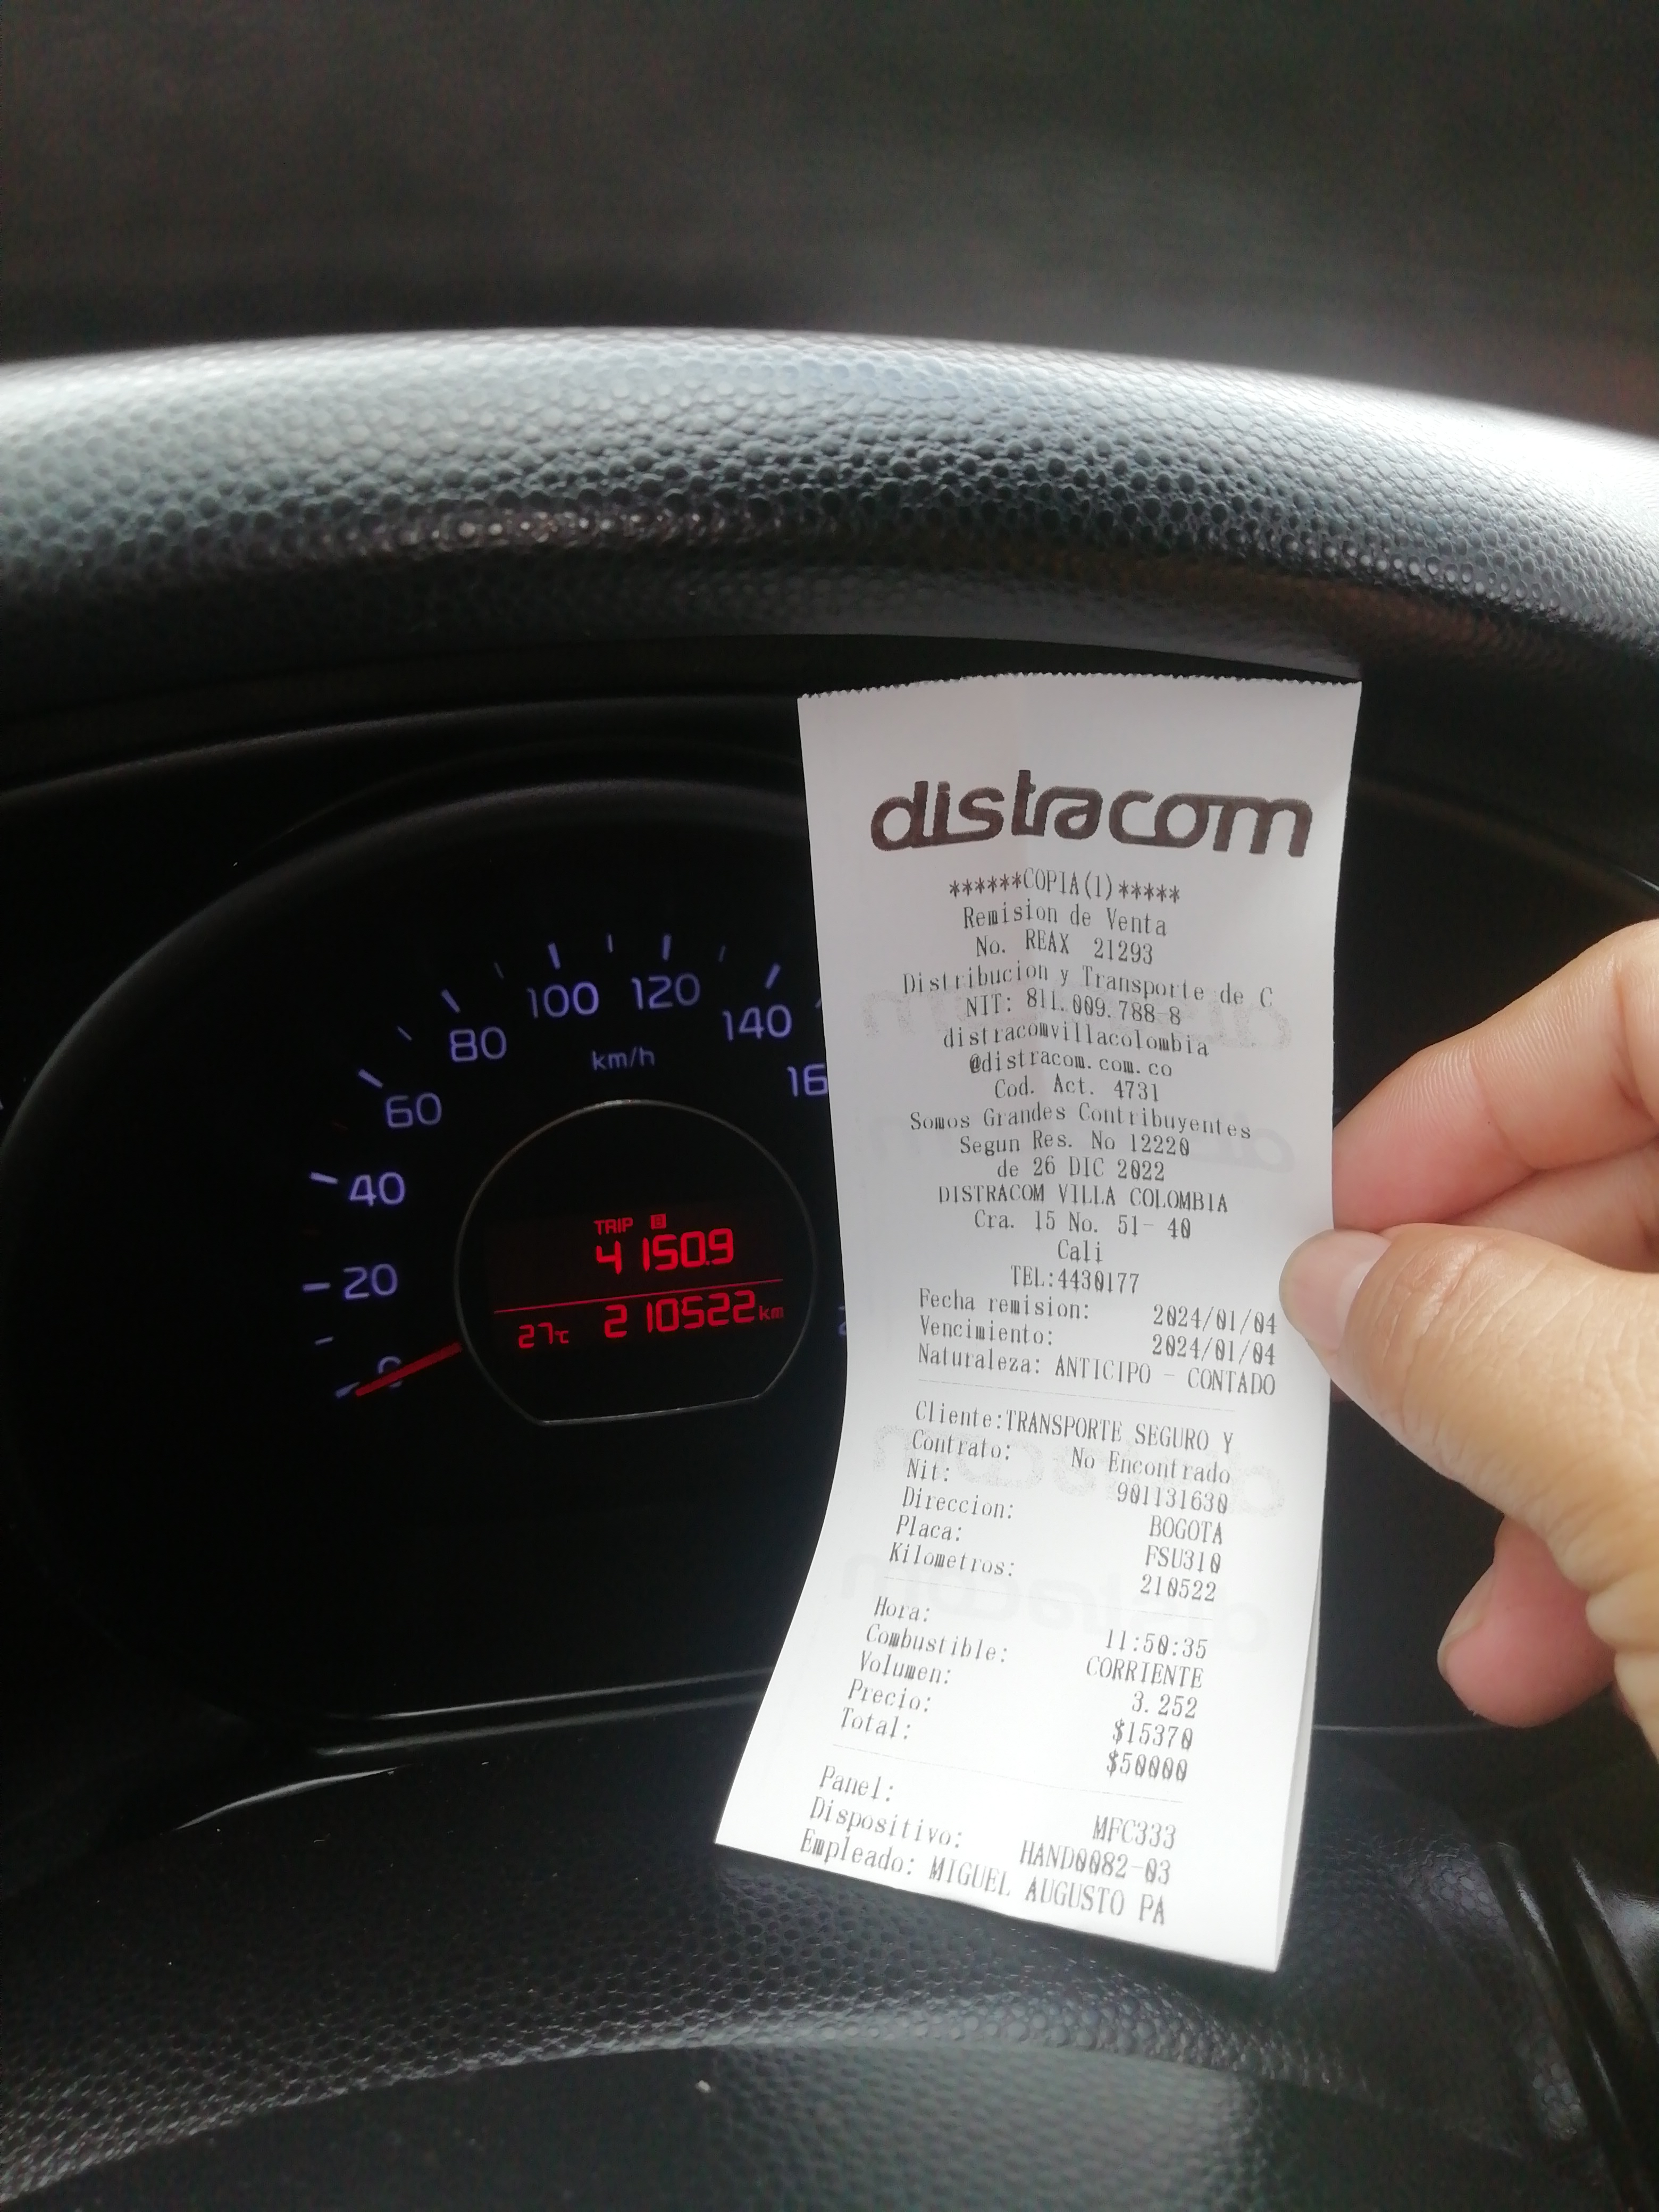 100 120
80 140
km/h
60 16
40
TRIP B
4150.9
20
27°C 210522 km
0
distracom
******COPIA(1)*****
Remision de Venta
No. REAX 21293
Distribucion y Transporte de C
NIT: 811.009.788-8
distracomvillacolombia
@distracom.com.co
Cod. Act. 4731
Somos Grandes Contribuyentes
Segun Res. No 12220
de 26 DIC 2022
DISTRACOM VILLA COLOMBIA
Cra. 15 No. 51- 40
Cali
TEL:4430177
Fecha remision: 2024/01/04
Vencimiento: 2024/01/04
Naturaleza: ANTICIPO - CONTADO
Cliente:TRANSPORTE SEGURO Y
Contrato: No Encontrado
Nit: 901131630
Direccion: BOGOTA
Placa: FSU310
Kilometros: 210522
Hora: 11:50:35
Combustible: CORRIENTE
Volumen: 3.252
Precio: $15370
Total: $50000
Panel: MFC333
Dispositivo: HAND0082-03
Empleado: MIGUEL AUGUSTO PA